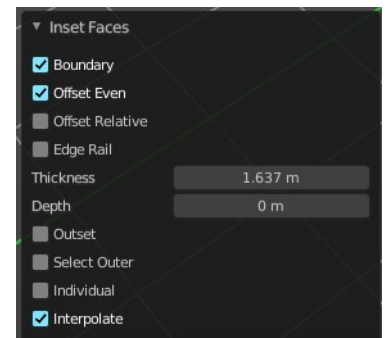 Inset Faces
Boundary
Offset Even
Offset Relative
Edge Rail
Thickness 1.637 m
Depth 0 m
Outset
Select Outer
Individual
Interpolate